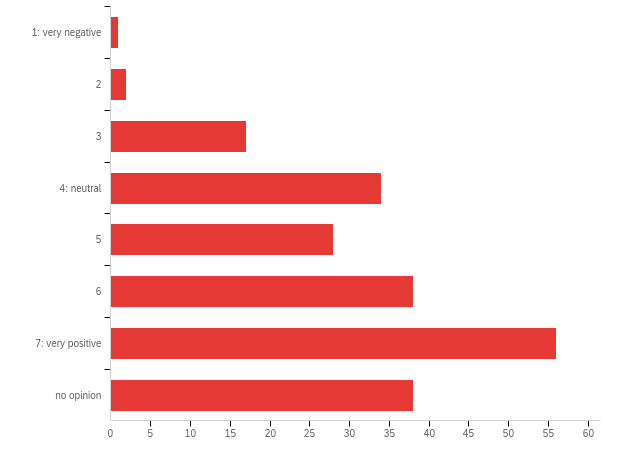 1: very negative
2
3
4: neutral
5
6
7: very positive
no opinion
0 5 10 15 20 25 30 35 40 45 50 55 60